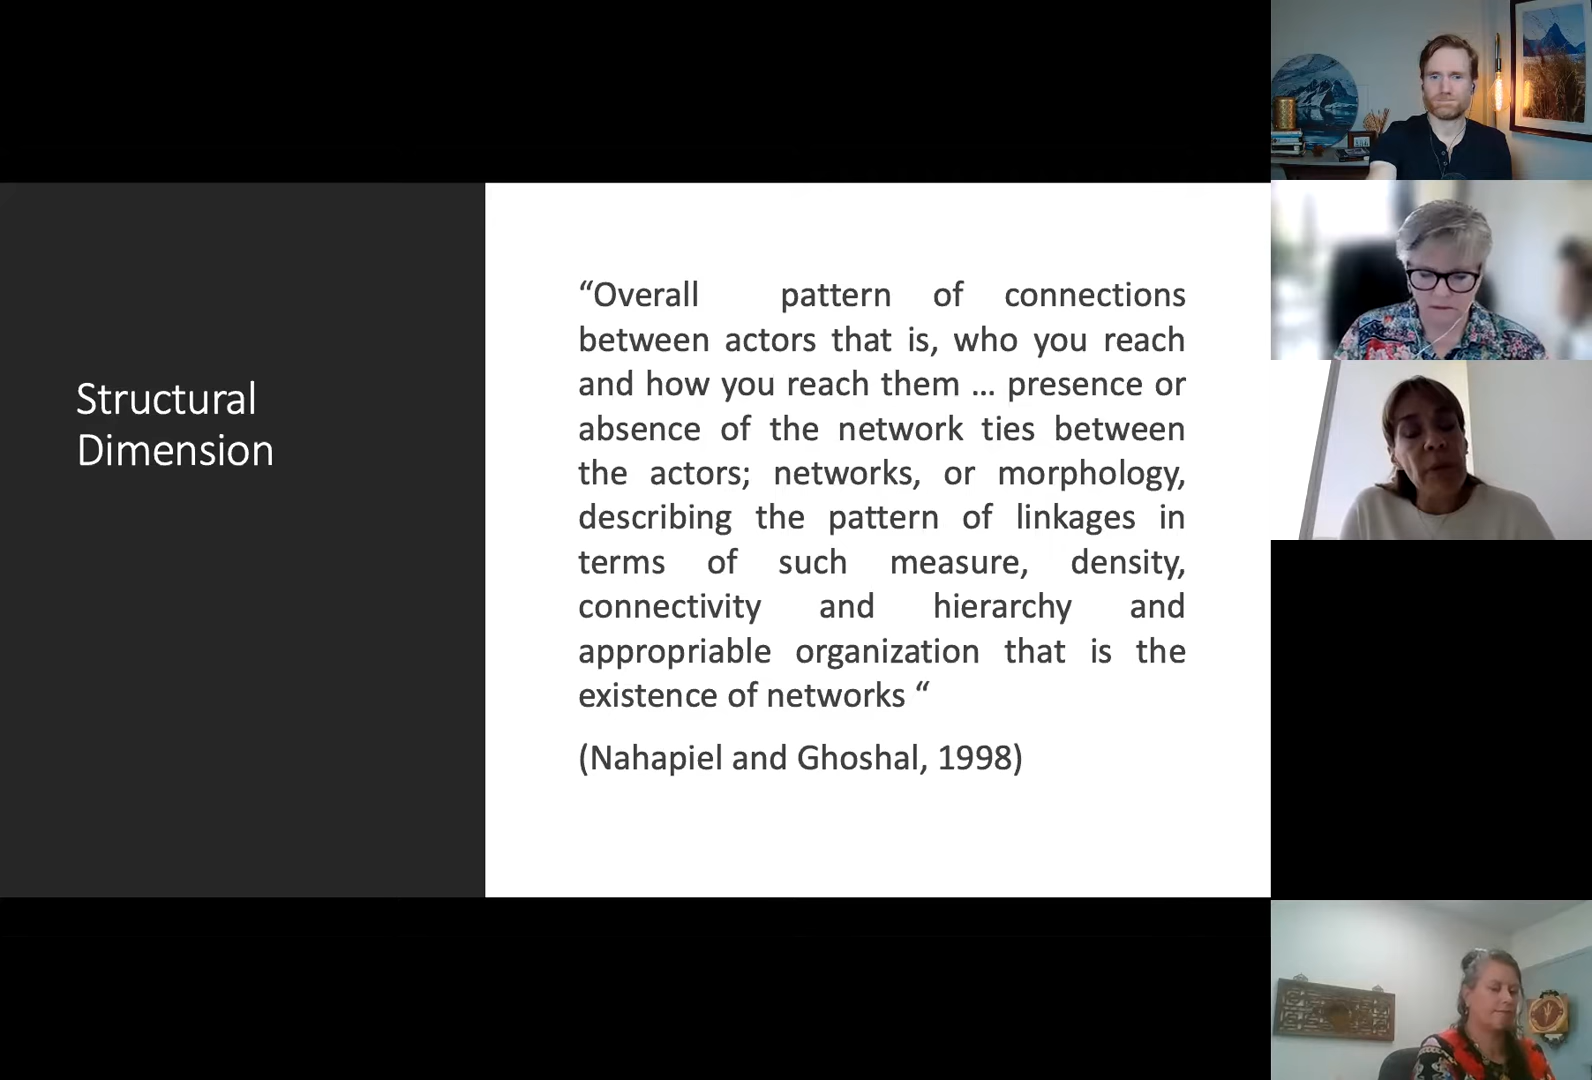 Structural
Dimension
“Overall pattern of connections
between actors that is, who you reach
and how you reach them ... presence or
absence of the network ties between
the actors; networks, or morphology,
describing the pattern of linkages in
terms of such measure, density,
connectivity and hierarchy and
appropriable organization that is the
existence of networks “
(Nahapiel and Ghoshal, 1998)